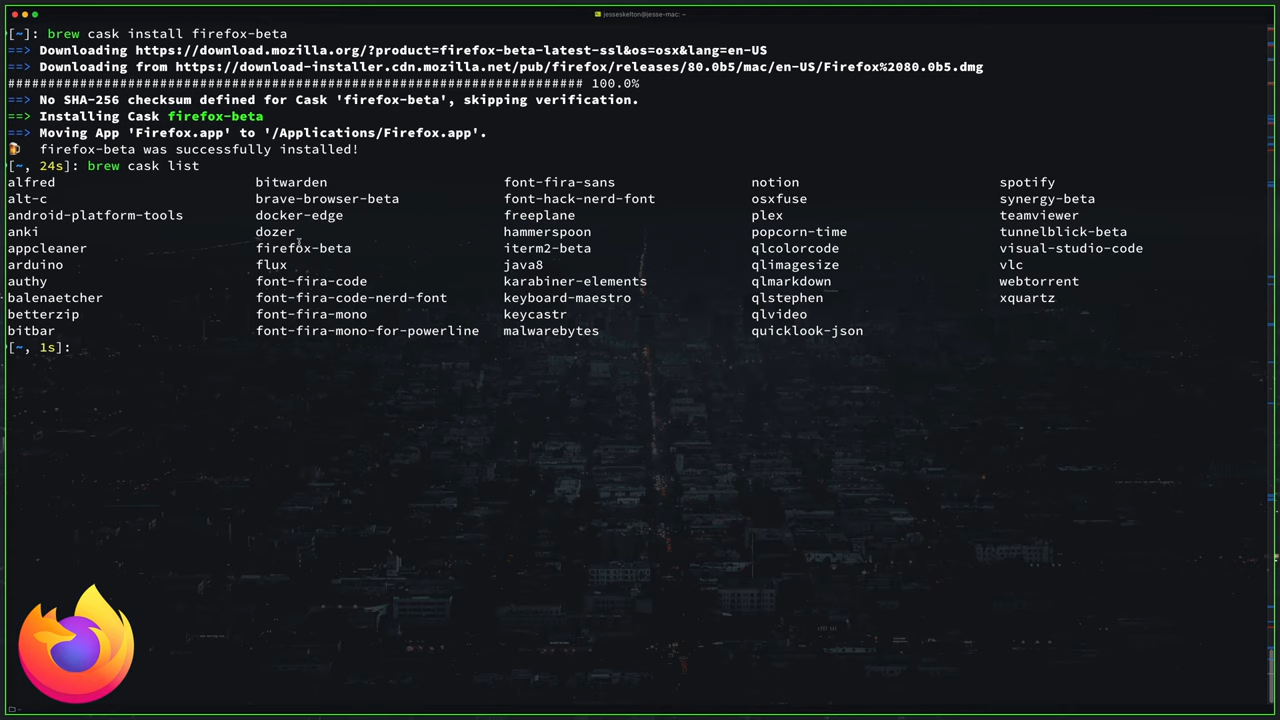 jesseskelton@jesse-mac: ~
[~]: brew cask install firefox-beta
==> Downloading https://download.mozilla.org/?product=firefox-beta-latest-ssl&os=osx&lang=en-US
==> Downloading from https://download-installer.cdn.mozilla.net/pub/firefox/releases/80.0b5/mac/en-US/Firefox%2080.0b5.dmg
######################################################################## 100.0%
==> No SHA-256 checksum defined for Cask 'firefox-beta', skipping verification.
==> Installing Cask firefox-beta
==> Moving App 'Firefox.app' to '/Applications/Firefox.app'.
🍺 firefox-beta was successfully installed!
[~, 24s]: brew cask list
alfred bitwarden font-fira-sans notion spotify
alt-c brave-browser-beta font-hack-nerd-font osxfuse synergy-beta
android-platform-tools docker-edge freeplane plex teamviewer
anki dozer hammerspoon popcorn-time tunnelblick-beta
appcleaner firefox-beta iterm2-beta qlcolorcode visual-studio-code
arduino flux java8 qlimagesize vlc
authy font-fira-code karabiner-elements qlmarkdown webtorrent
balenaetcher font-fira-code-nerd-font keyboard-maestro qlstephen xquartz
betterzip font-fira-mono keycastr qlvideo
bitbar font-fira-mono-for-powerline malwarebytes quicklook-json
[~, 1s]:
~